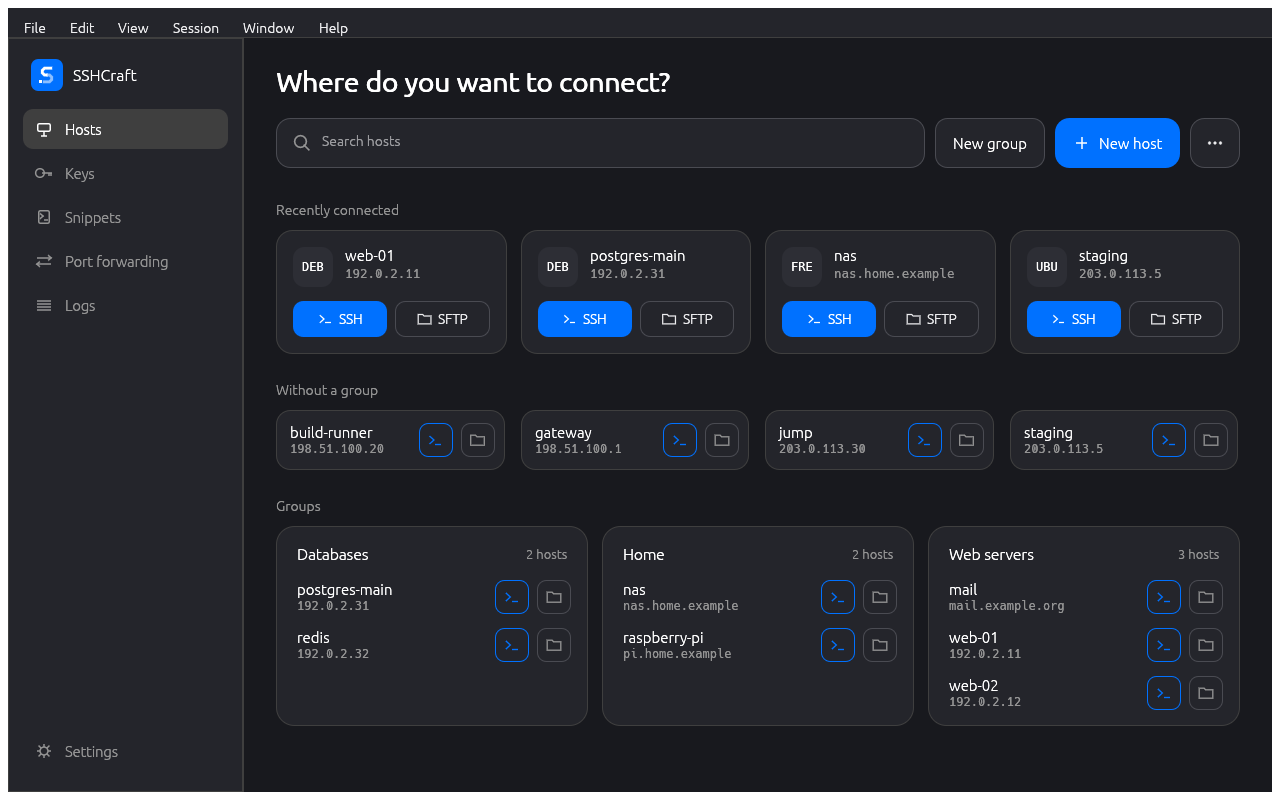 File Edit View Session Window Help
SSHCraft
Hosts
Keys
Snippets
Port forwarding
Logs
Settings
Where do you want to connect?
Search hosts
New group
+ New host
Recently connected
DEB
web-01
192.0.2.11
>_ SSH
SFTP
DEB
postgres-main
192.0.2.31
>_ SSH
SFTP
FRE
nas
nas.home.example
>_ SSH
SFTP
UBU
staging
203.0.113.5
>_ SSH
SFTP
Without a group
build-runner
198.51.100.20
gateway
198.51.100.1
jump
203.0.113.30
staging
203.0.113.5
Groups
Databases 2 hosts
postgres-main
192.0.2.31
redis
192.0.2.32
Home 2 hosts
nas
nas.home.example
raspberry-pi
pi.home.example
Web servers 3 hosts
mail
mail.example.org
web-01
192.0.2.11
web-02
192.0.2.12